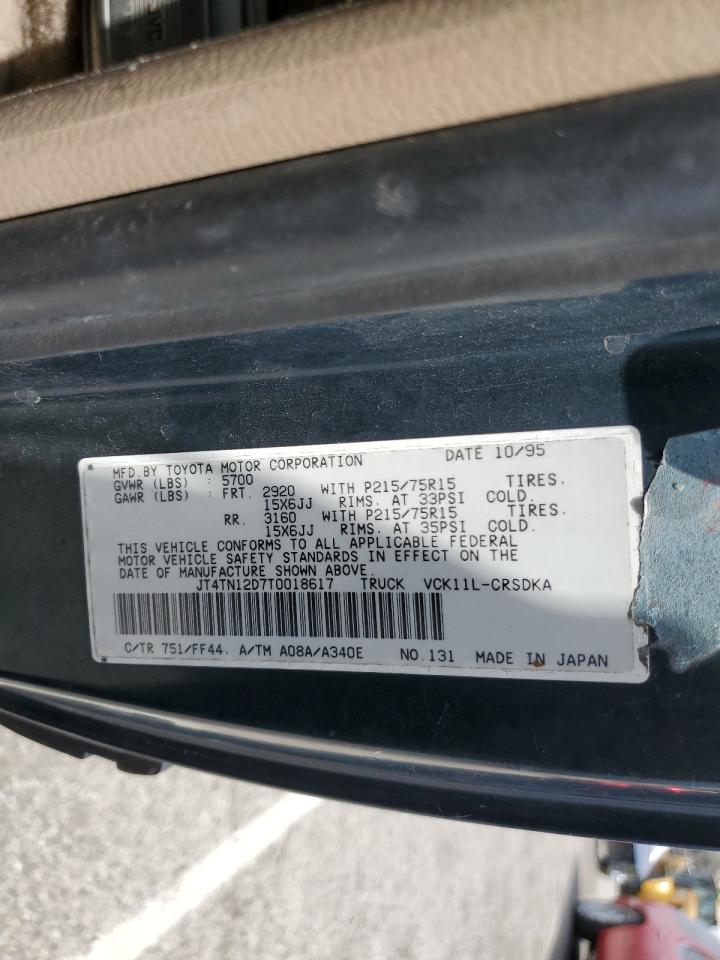 MFD.BY TOYOTA MOTOR CORPORATION DATE 10/95
GVWR (LBS) : 5700
GAWR (LBS) : FRT. 2920 WITH P215/75R15 TIRES.
15X6JJ RIMS. AT 33PSI COLD.
RR. 3160 WITH P215/75R15 TIRES.
15X6JJ RIMS. AT 35PSI COLD.
THIS VEHICLE CONFORMS TO ALL APPLICABLE FEDERAL
MOTOR VEHICLE SAFETY STANDARDS IN EFFECT ON THE
DATE OF MANUFACTURE SHOWN ABOVE.
JT4TN12D7T0018617 TRUCK VCK11L-CRSDKA
C/TR 751/FF44. A/TM A08A/A340E NO.131 MADE IN JAPAN